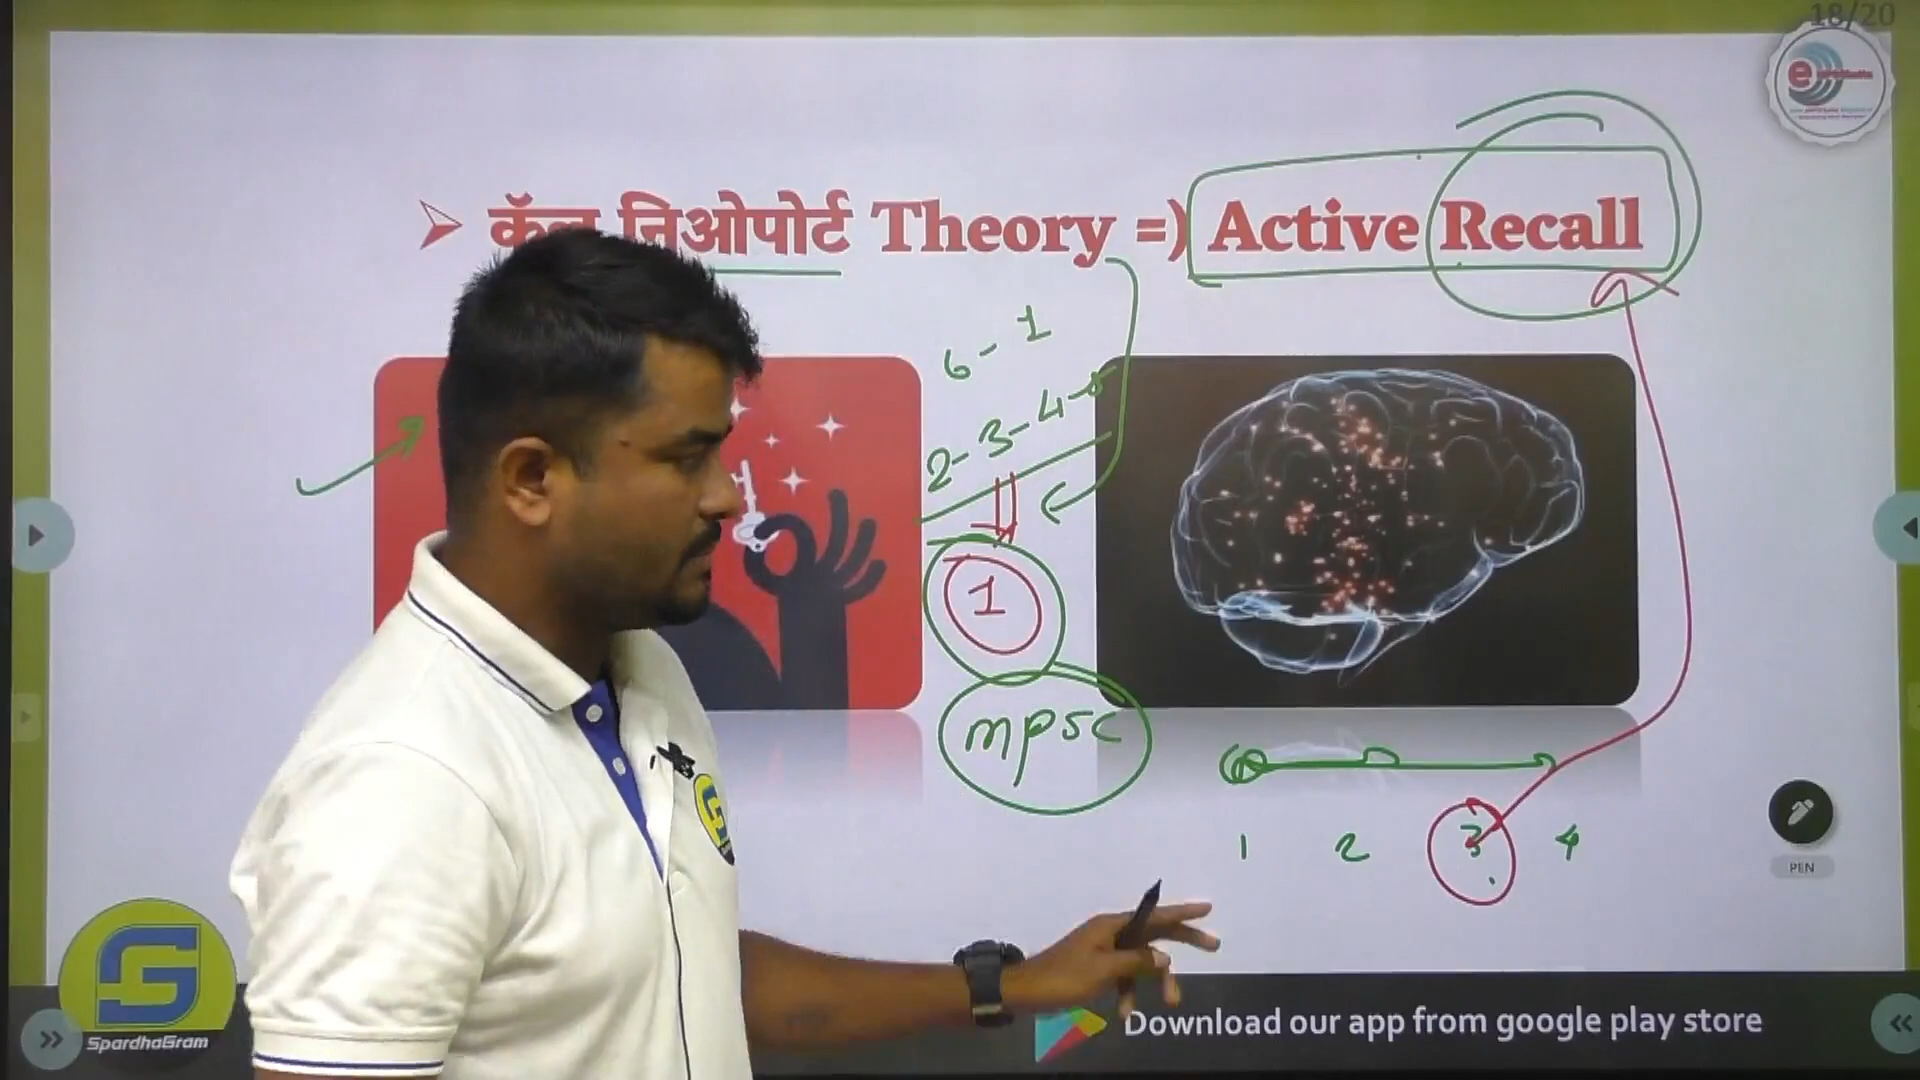 18/20
कॅल निओपोर्ट Theory =) Active Recall
6 - 1
2 - 3 - 4 - 5
1
mpsc
1 2 3 4
PEN
SpardhaGram
Download our app from google play store